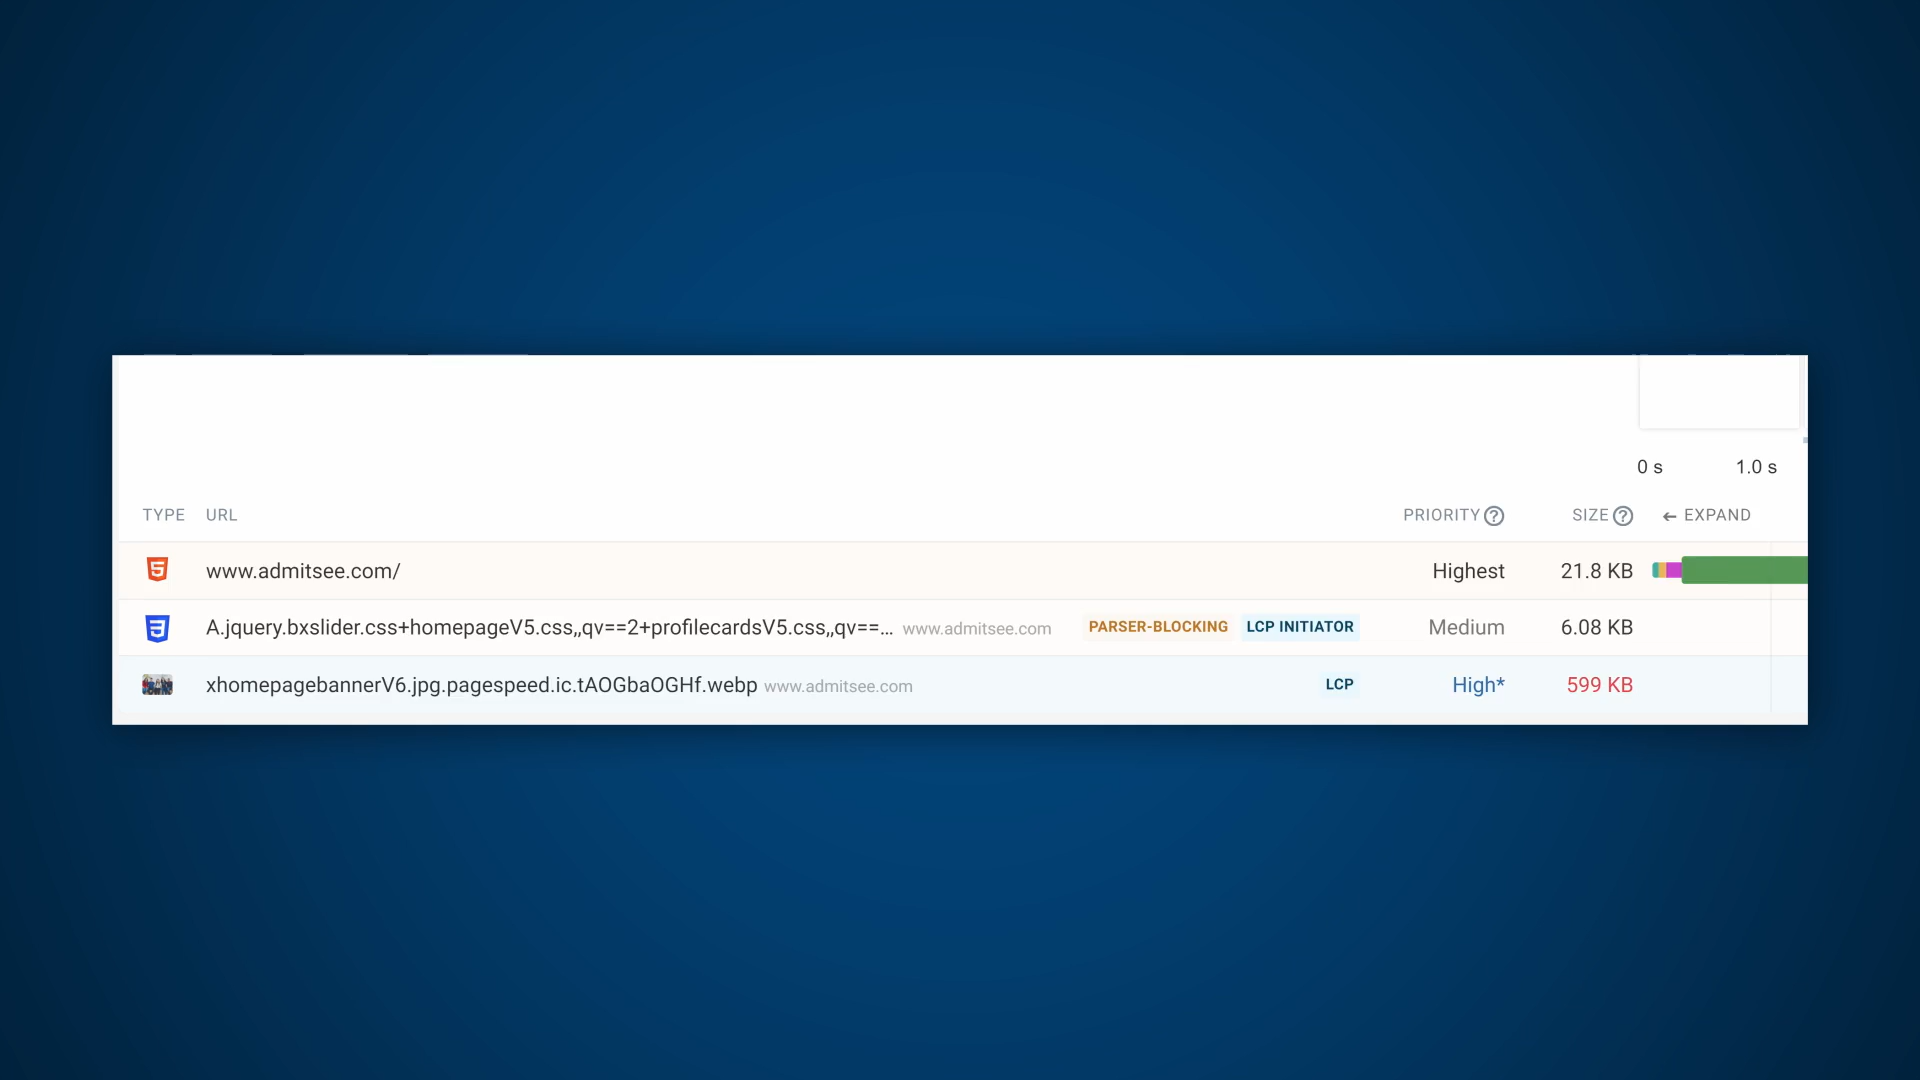 0 s 1.0 s
TYPE URL PRIORITY ? SIZE ? ← EXPAND
www.admitsee.com/ Highest 21.8 KB
A.jquery.bxslider.css+homepageV5.css,,qv==2+profilecardsV5.css,,qv==... www.admitsee.com PARSER-BLOCKING LCP INITIATOR Medium 6.08 KB
xhomepagebannerV6.jpg.pagespeed.ic.tAOGbaOGHf.webp www.admitsee.com LCP High* 599 KB